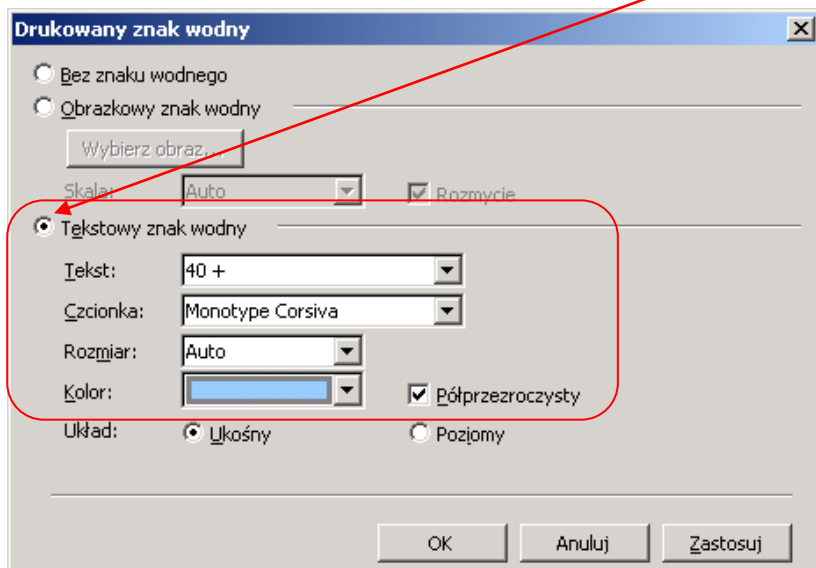 Drukowany znak wodny
Bez znaku wodnego
Obrazkowy znak wodny
Wybierz obraz...
Skala: Auto Rozmycie
Tekstowy znak wodny
Tekst: 40 +
Czcionka: Monotype Corsiva
Rozmiar: Auto
Kolor: Półprzezroczysty
Układ: Ukośny Poziomy
OK Anuluj Zastosuj